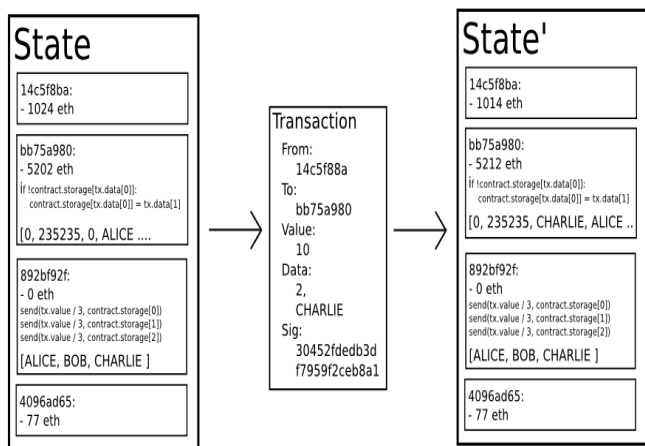 State
14c5f8ba:
- 1024 eth
bb75a980:
- 5202 eth
if !contract.storage[tx.data[0]]:
contract.storage[tx.data[0]] = tx.data[1]
[0, 235235, 0, ALICE ....
892bf92f:
- 0 eth
send(tx.value / 3, contract.storage[0])
send(tx.value / 3, contract.storage[1])
send(tx.value / 3, contract.storage[2])
[ALICE, BOB, CHARLIE ]
4096ad65:
- 77 eth
Transaction
From:
14c5f88a
To:
bb75a980
Value:
10
Data:
2,
CHARLIE
Sig:
30452fdedb3d
f7959f2ceb8a1
State'
14c5f8ba:
- 1014 eth
bb75a980:
- 5212 eth
if !contract.storage[tx.data[0]]:
contract.storage[tx.data[0]] = tx.data[1]
[0, 235235, CHARLIE, ALICE ..
892bf92f:
- 0 eth
send(tx.value / 3, contract.storage[0])
send(tx.value / 3, contract.storage[1])
send(tx.value / 3, contract.storage[2])
[ALICE, BOB, CHARLIE ]
4096ad65:
- 77 eth